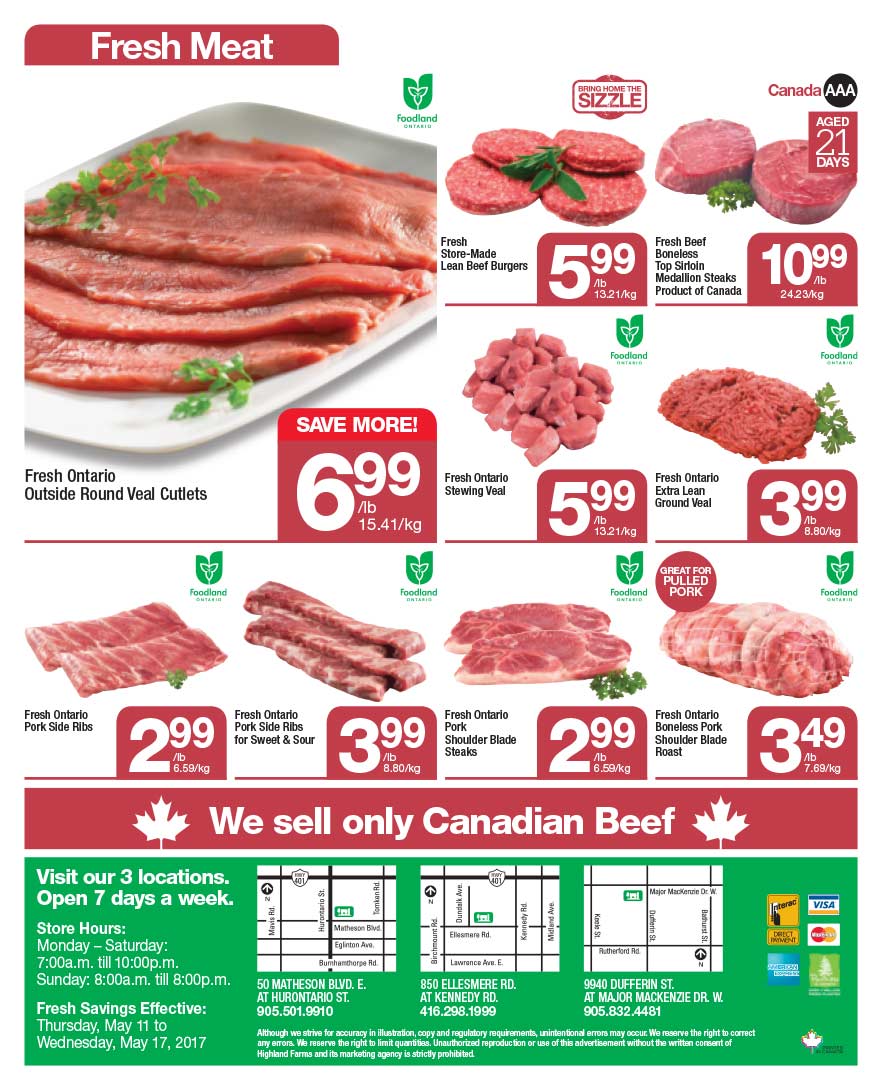 Fresh Meat
Foodland
ONTARIO
BRING HOME THE
SIZZLE
Canada AAA
AGED
21
DAYS
Fresh
Store-Made
Lean Beef Burgers
5.99
/lb
13.21/kg
Fresh Beef
Boneless
Top Sirloin
Medallion Steaks
Product of Canada
10.99
/lb
24.23/kg
SAVE MORE!
Fresh Ontario
Outside Round Veal Cutlets
6.99
/lb
15.41/kg
Foodland
ONTARIO
Fresh Ontario
Stewing Veal
5.99
/lb
13.21/kg
Foodland
ONTARIO
Fresh Ontario
Extra Lean
Ground Veal
3.99
/lb
8.80/kg
Foodland
ONTARIO
Fresh Ontario
Pork Side Ribs
2.99
/lb
6.59/kg
Foodland
ONTARIO
Fresh Ontario
Pork Side Ribs
for Sweet & Sour
3.99
/lb
8.80/kg
Foodland
ONTARIO
Fresh Ontario
Pork
Shoulder Blade
Steaks
2.99
/lb
6.59/kg
GREAT FOR
PULLED
PORK
Foodland
ONTARIO
Fresh Ontario
Boneless Pork
Shoulder Blade
Roast
3.49
/lb
7.69/kg
We sell only Canadian Beef
Visit our 3 locations.
Open 7 days a week.
Store Hours:
Monday – Saturday:
7:00a.m. till 10:00p.m.
Sunday: 8:00a.m. till 8:00p.m.
Fresh Savings Effective:
Thursday, May 11 to
Wednesday, May 17, 2017
HWY
401
N
Mavis Rd.
Hurontario St.
Tomken Rd.
Matheson Blvd.
Eglinton Ave.
Burnhamthorpe Rd.
50 MATHESON BLVD. E.
AT HURONTARIO ST.
905.501.9910
HWY
401
N
Birchmount Rd.
Dundalk Ave.
Kennedy Rd.
Midland Ave.
Ellesmere Rd.
Lawrence Ave. E.
850 ELLESMERE RD.
AT KENNEDY RD.
416.298.1999
Major MacKenzie Dr. W.
Keele St.
Dufferin St.
Bathurst St.
Rutherford Rd.
N
9940 DUFFERIN ST.
AT MAJOR MACKENZIE DR. W.
905.832.4481
Interac
DIRECT
PAYMENT
VISA
MasterCard
AMERICAN
EXPRESS
Although we strive for accuracy in illustration, copy and regulatory requirements, unintentional errors may occur. We reserve the right to correct
any errors. We reserve the right to limit quantities. Unauthorized reproduction or use of this advertisement without the written consent of
Highland Farms and its marketing agency is strictly prohibited.
PRINTED
IN CANADA